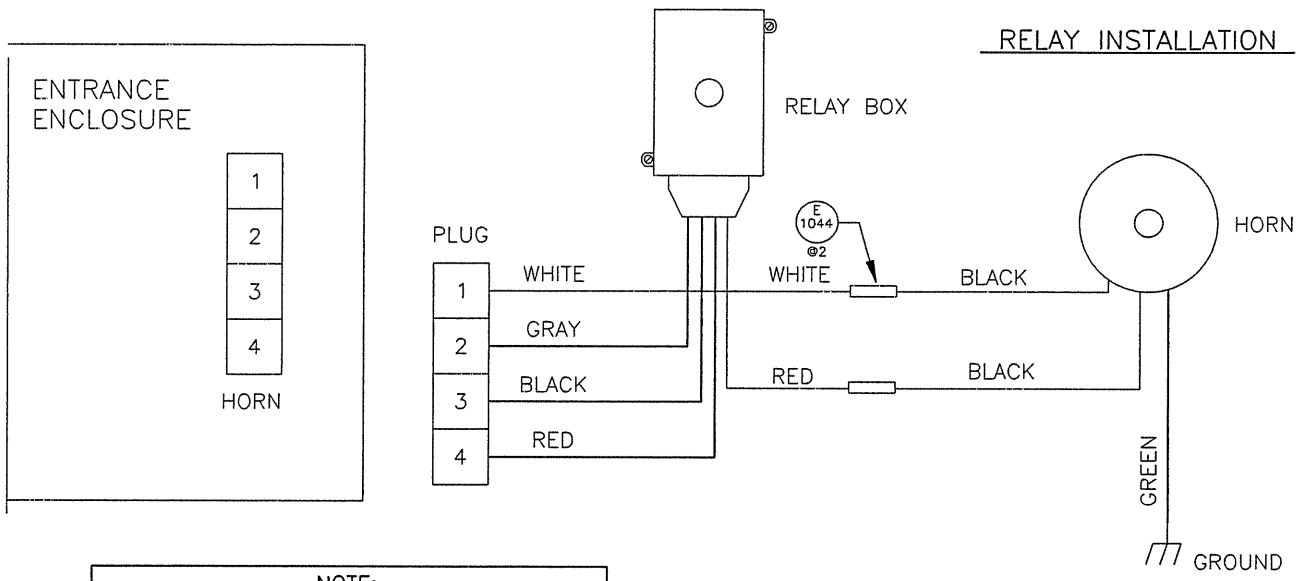 RELAY INSTALLATION
ENTRANCE
ENCLOSURE
1
2
3
4
HORN
RELAY BOX
PLUG
1
2
3
4
WHITE
GRAY
BLACK
RED
E
1044
@2
WHITE
BLACK
RED
BLACK
HORN
GREEN
GROUND
NOTE: